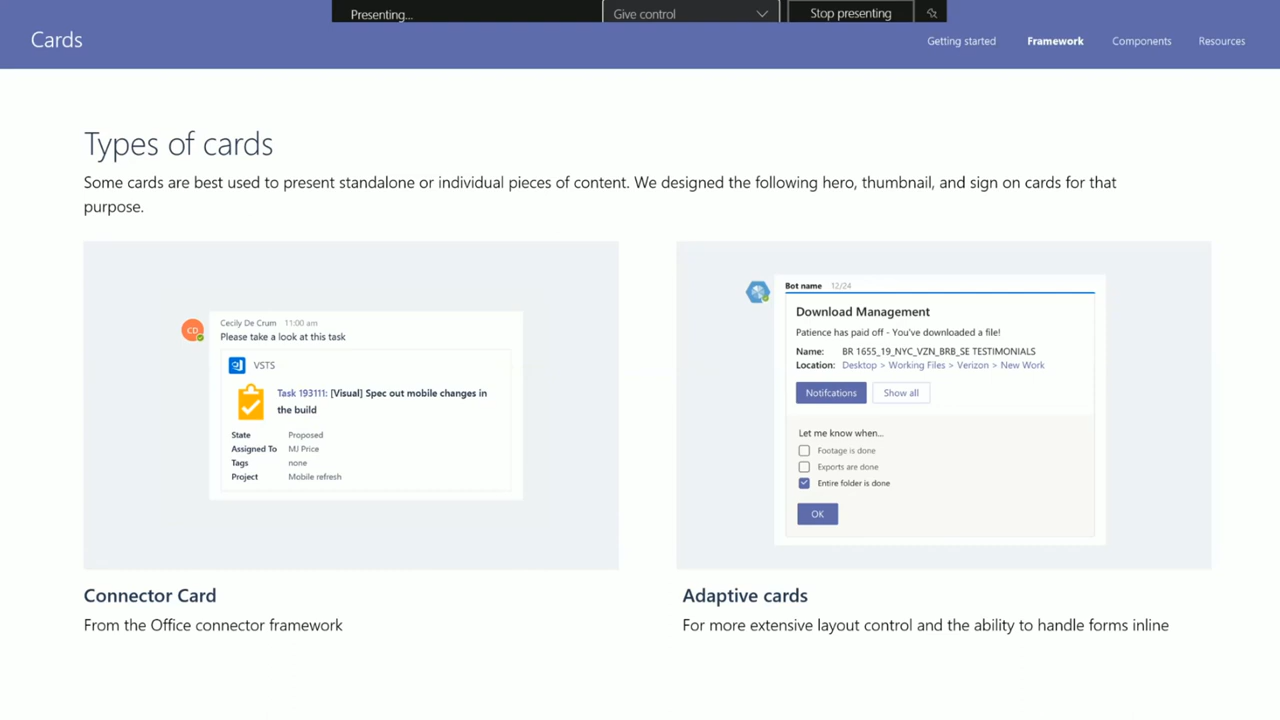 Presenting...
Give control
Stop presenting
Cards
Getting started
Framework
Components
Resources
Types of cards
Some cards are best used to present standalone or individual pieces of content. We designed the following hero, thumbnail, and sign on cards for that
purpose.
CD
Cecily De Crum 11:00 am
Please take a look at this task
VSTS
Task 193111: [Visual] Spec out mobile changes in
the build
State Proposed
Assigned To MJ Price
Tags none
Project Mobile refresh
Connector Card
From the Office connector framework
Bot name 12/24
Download Management
Patience has paid off - You've downloaded a file!
Name: BR 1655_19_NYC_VZN_BRB_SE TESTIMONIALS
Location: Desktop > Working Files > Verizon > New Work
Notifcations
Show all
Let me know when...
Footage is done
Exports are done
Entire folder is done
OK
Adaptive cards
For more extensive layout control and the ability to handle forms inline